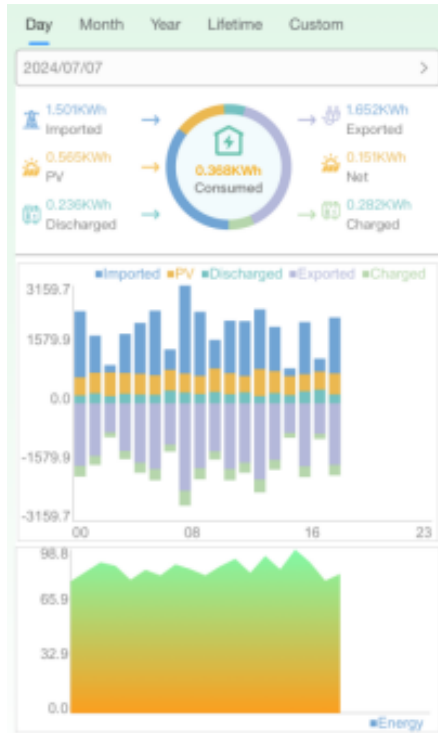 Day Month Year Lifetime Custom
2024/07/07 >
1.501KWh
Imported
0.565KWh
PV
0.236KWh
Discharged
0.368KWh
Consumed
1.652KWh
Exported
0.151KWh
Net
0.282KWh
Charged
Imported PV Discharged Exported Charged
3159.7
1579.9
0.0
-1579.9
-3159.7
00 08 16 23
98.8
65.9
32.9
0.0
Energy